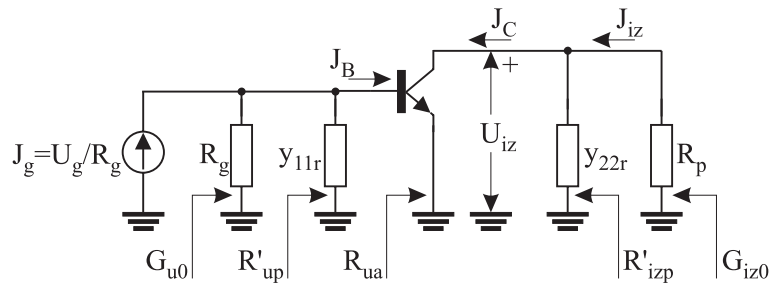 J_C
J_iz
J_B
+
J_g=U_g/R_g
R_g
y_11r
U_iz
y_22r
R_p
G_u0
R'_up
R_ua
R'_izp
G_iz0